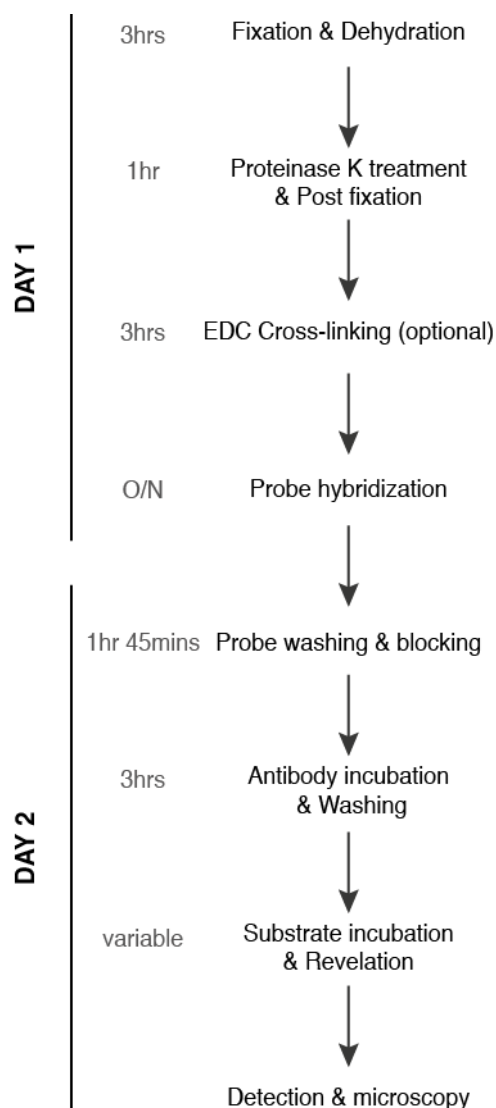 DAY 1
3hrs Fixation & Dehydration
1hr Proteinase K treatment
& Post fixation
3hrs EDC Cross-linking (optional)
O/N Probe hybridization
DAY 2
1hr 45mins Probe washing & blocking
3hrs Antibody incubation
& Washing
variable Substrate incubation
& Revelation
Detection & microscopy